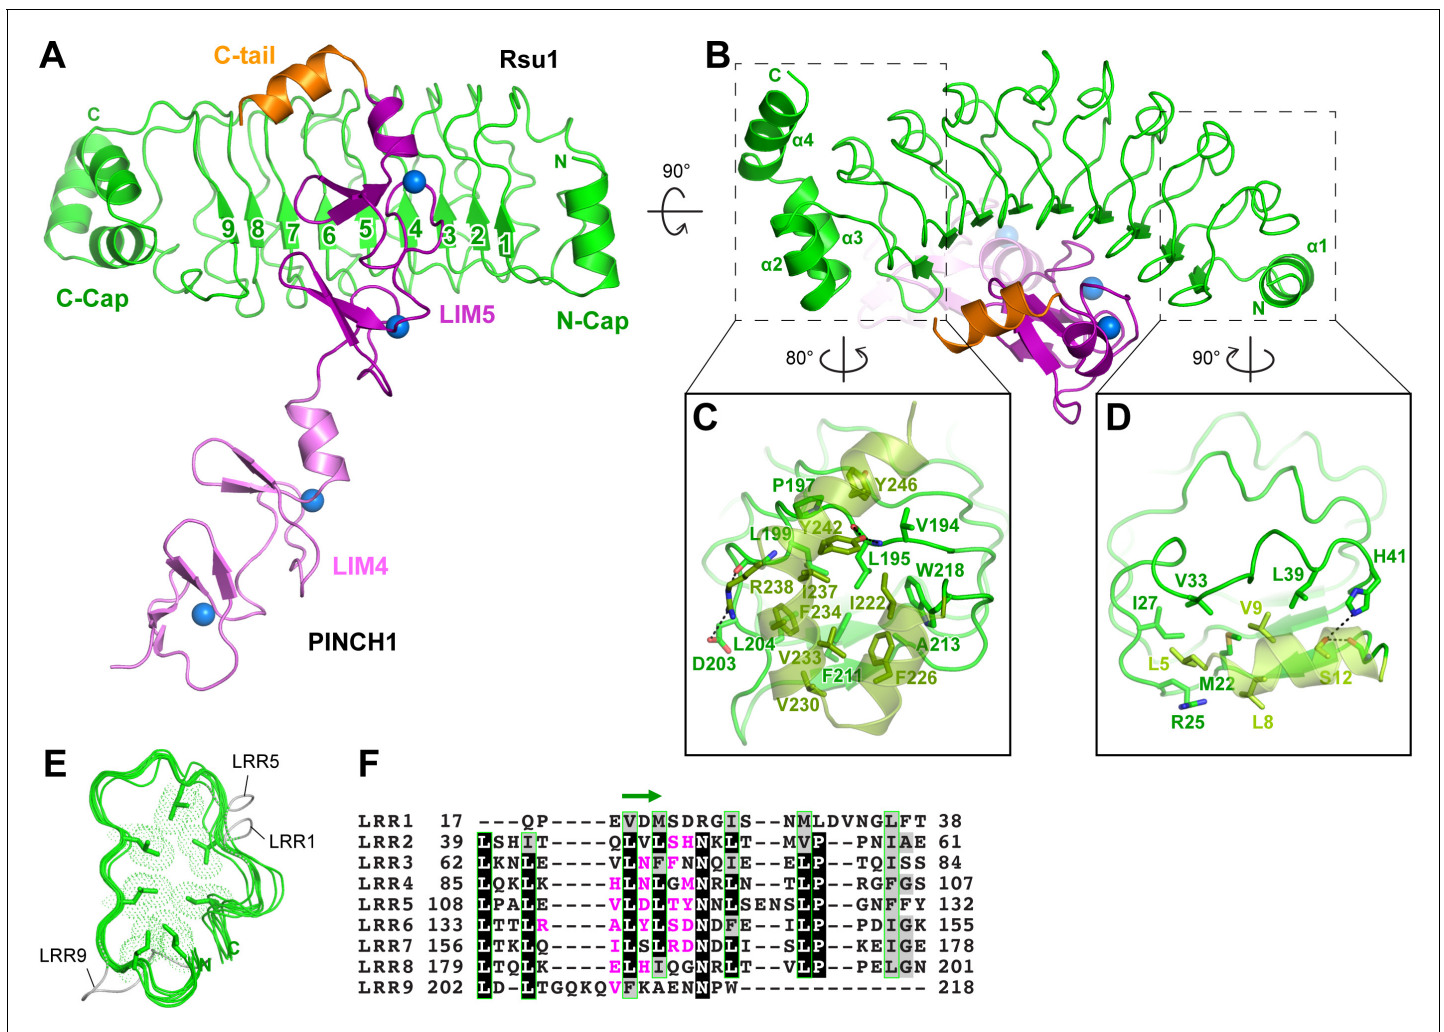 A
C-tail
Rsu1
C
N
9 8 7 6 5 4 3 2 1
C-Cap
LIM5
N-Cap
LIM4
PINCH1
90°
B
C
α4
α3
α2
α1
N
80°
90°
C
Y246
P197
Y242
V194
L199
L195
W218
R238
I237
I222
F234
L204
D203
V233
A213
F211
F226
V230
D
H41
V33
L39
I27
V9
L5
M22
S12
R25
L8
E
LRR5
LRR1
LRR9
N
C
F
LRR1 17 ---QP----EVDMSDRGIS--NMLDVNGLFT 38
LRR2 39 LSHIT----QLVLSHNKLT--MVP--PNIAE 61
LRR3 62 LKNLE----VLNFFNNQIE--ELP--TQISS 84
LRR4 85 LQKLK----HLNLGMNRLN--TLP--RGFGS 107
LRR5 108 LPALE----VLDLTYNNLSENSLP--GNFFY 132
LRR6 133 LTTLR----ALYLSDNDFE-ILP--PDIGK 155
LRR7 156 LTKLQ----ILSLRDNDLI--SLP--KEIGE 178
LRR8 179 LTQLK----ELHIQGNRLT--VLP--PELGN 201
LRR9 202 LD-LTGQKQVFKAENNPW------------- 218